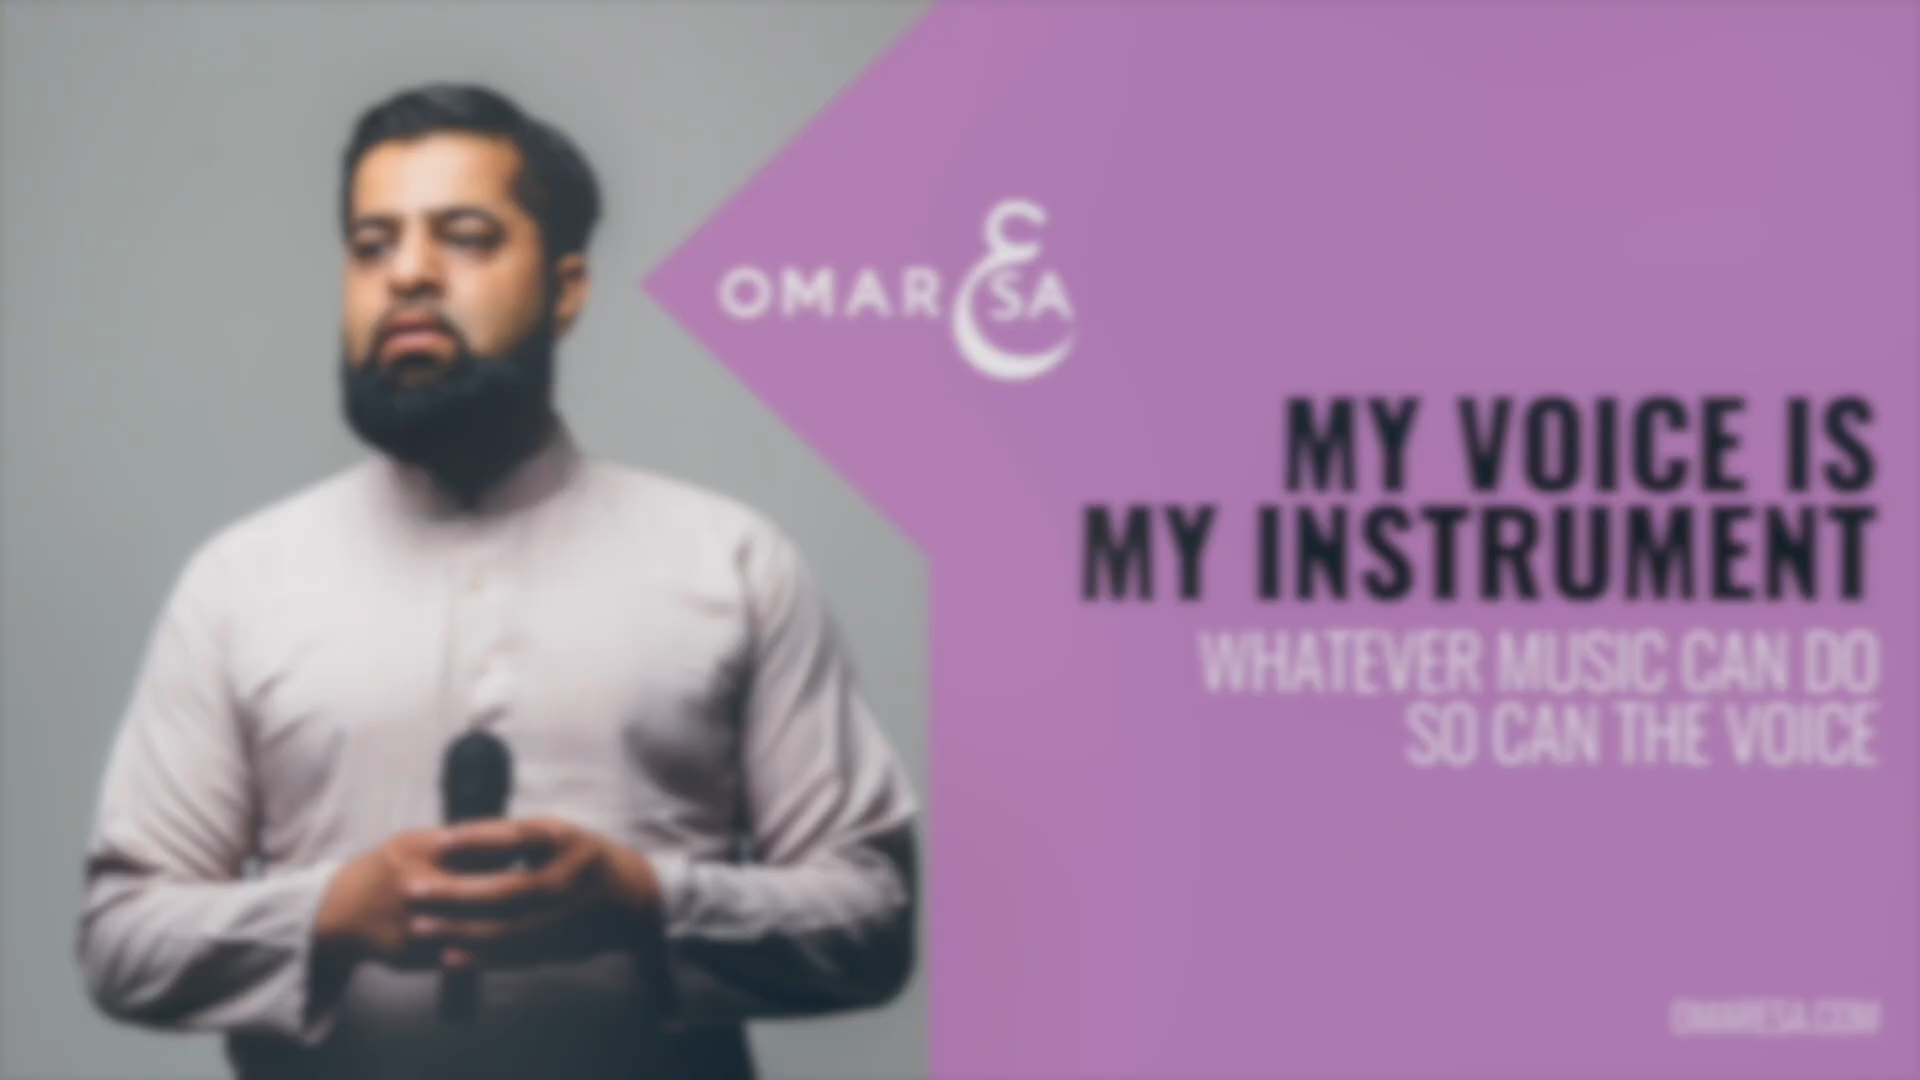 OMAR ESA
MY VOICE IS
MY INSTRUMENT
WHATEVER MUSIC CAN DO
SO CAN THE VOICE
OMARESA.COM